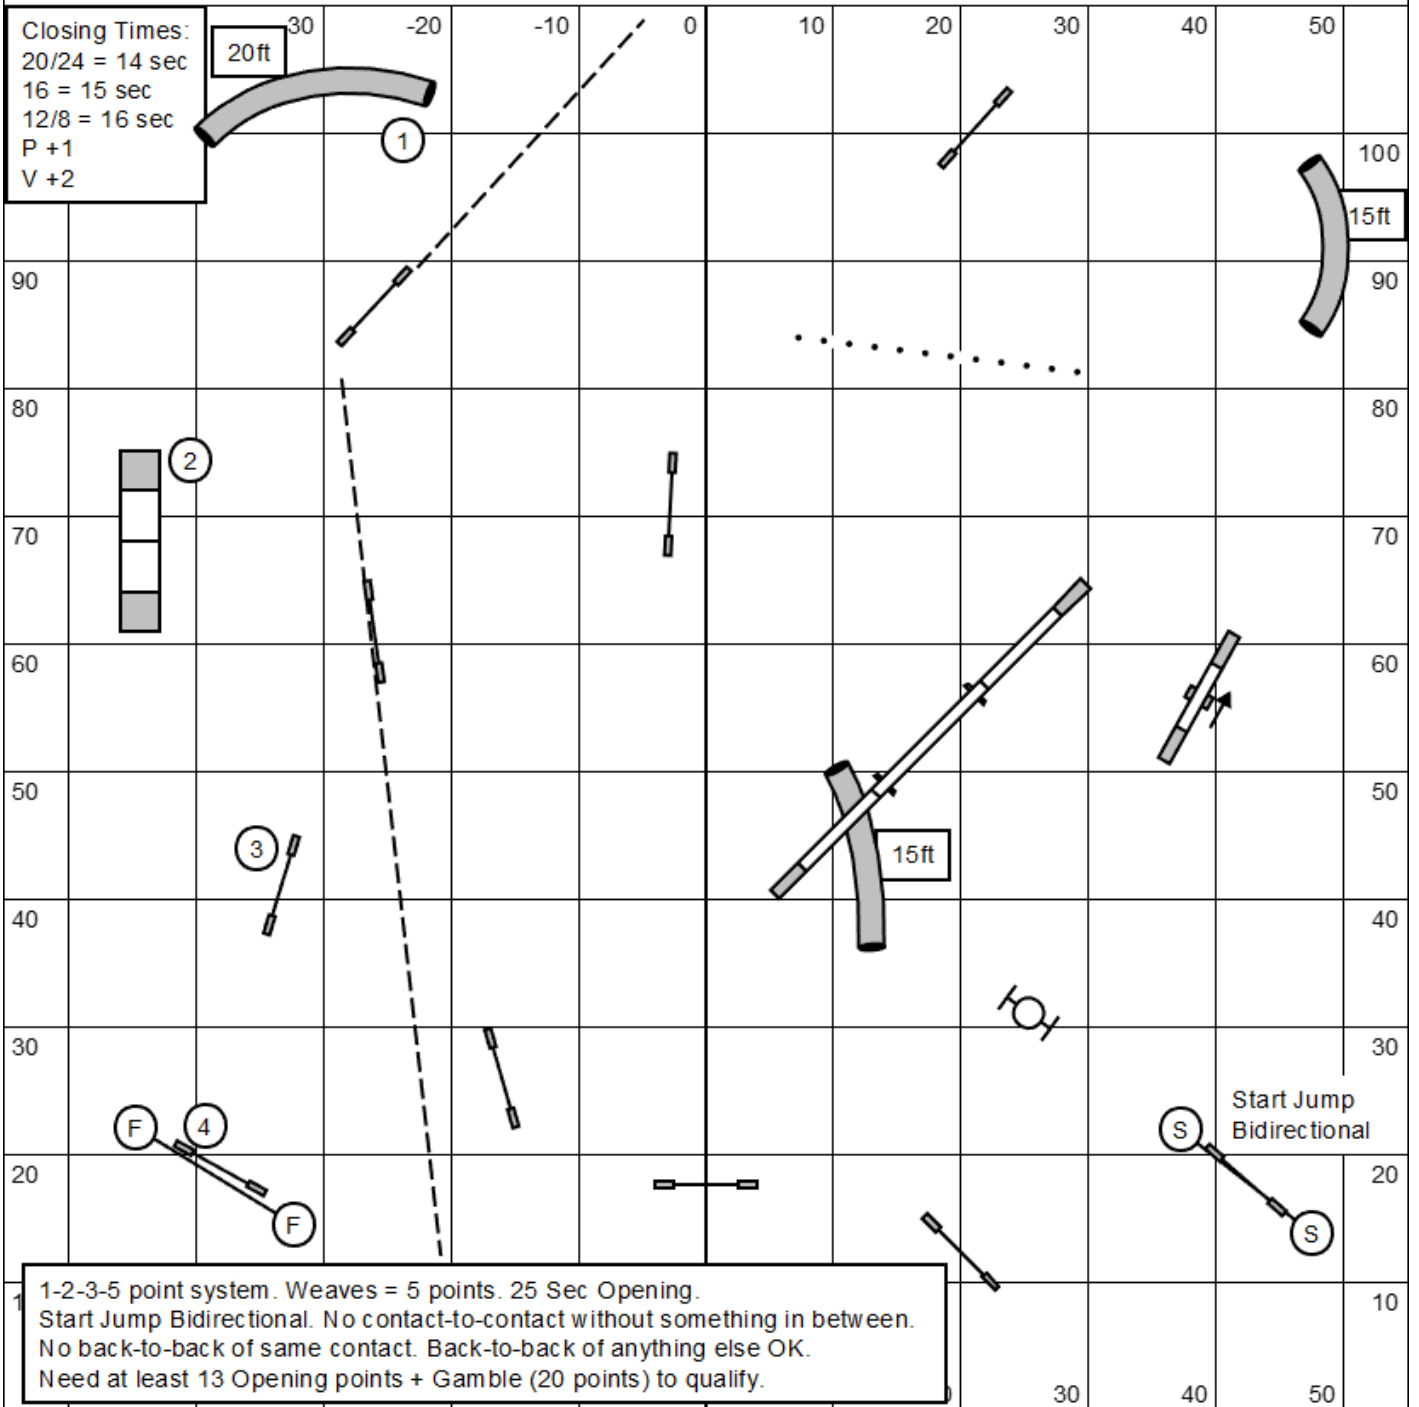 Closing Times:
20/24 = 14 sec
16 = 15 sec
12/8 = 16 sec
P +1
V +2
20ft
30 -20 -10 0 10 20 30 40 50
1
100
15ft
90 90
80 80
2
70 70
60 60
50 50
3
15ft
40 40
30 30
Start Jump
Bidirectional
F 4 S
20 20
F S
1-2-3-5 point system. Weaves = 5 points. 25 Sec Opening.
10
Start Jump Bidirectional. No contact-to-contact without something in between.
No back-to-back of same contact. Back-to-back of anything else OK.
Need at least 13 Opening points + Gamble (20 points) to qualify.
30 40 50